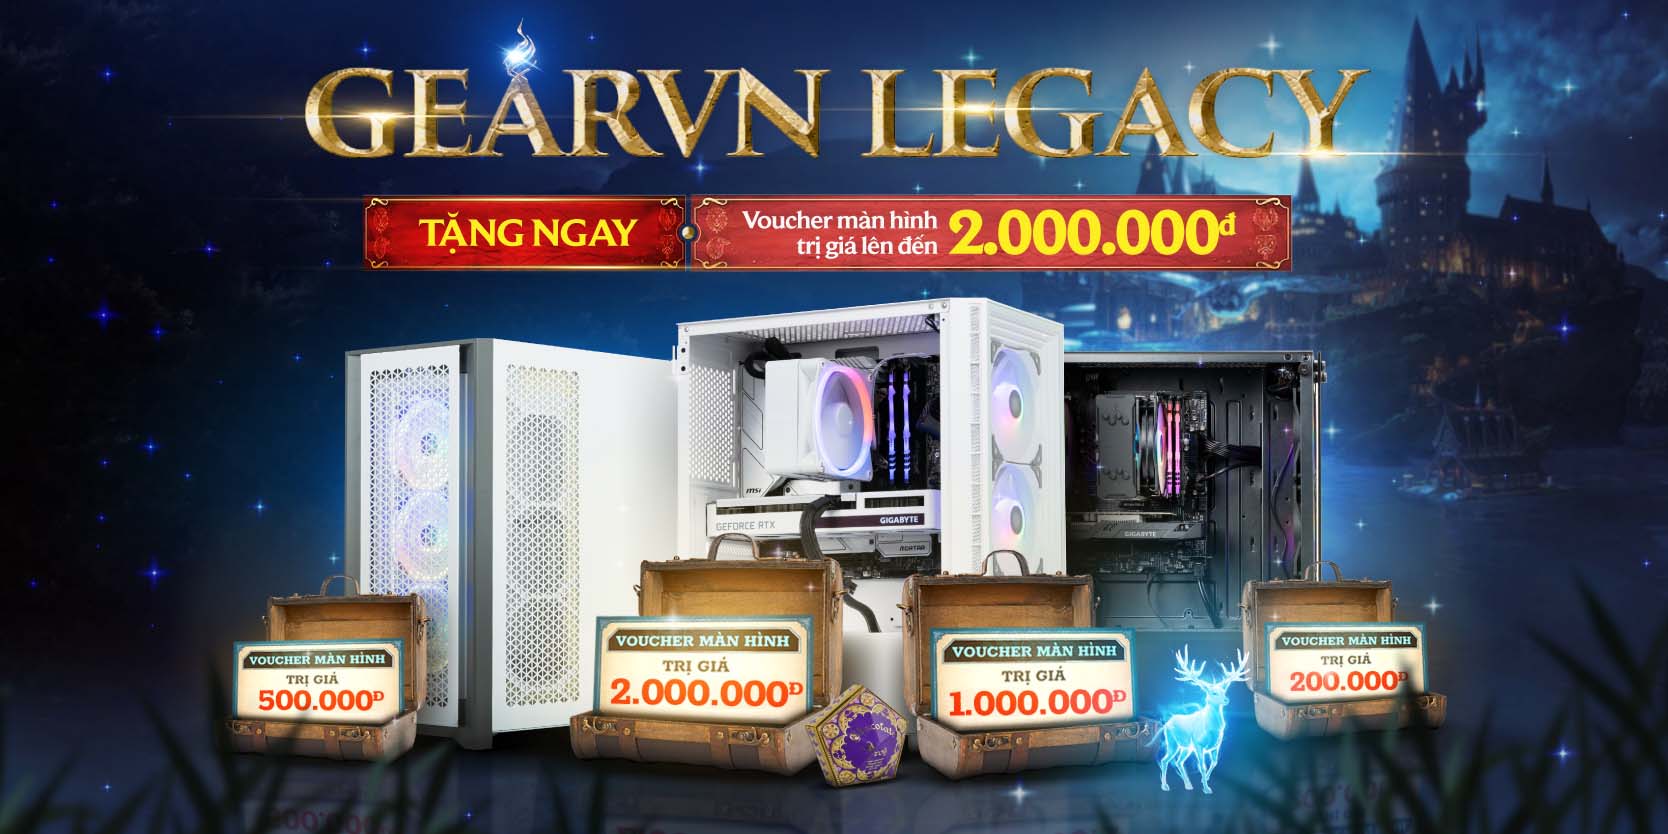 GEARVN LEGACY
TẶNG NGAY
Voucher màn hình
trị giá lên đến
2.000.000đ
msi
GEFORCE RTX
GIGABYTE
MORTAR
GIGABYTE
VOUCHER MÀN HÌNH
TRỊ GIÁ
500.000Đ
VOUCHER MÀN HÌNH
TRỊ GIÁ
2.000.000Đ
VOUCHER MÀN HÌNH
TRỊ GIÁ
1.000.000Đ
VOUCHER MÀN HÌNH
TRỊ GIÁ
200.000Đ